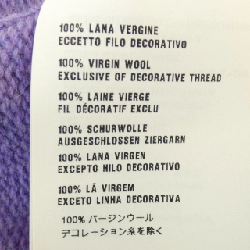 100% LANA VERGINE
ECCETTO FILO DECORATIVO
100% VIRGIN WOOL
EXCLUSIVE OF DECORATIVE THREAD
100% LAINE VIERGE
FIL DÉCORATIF EXCLU
100% SCHURWOLLE
AUSGESCHLOSSEN ZIERGARN
100% LANA VIRGEN
EXCEPTO HILO DECORATIVO
100% LÃ VIRGEM
EXCETO LINHA DECORATIVA
100% バージンウール
デコレーション糸を除く